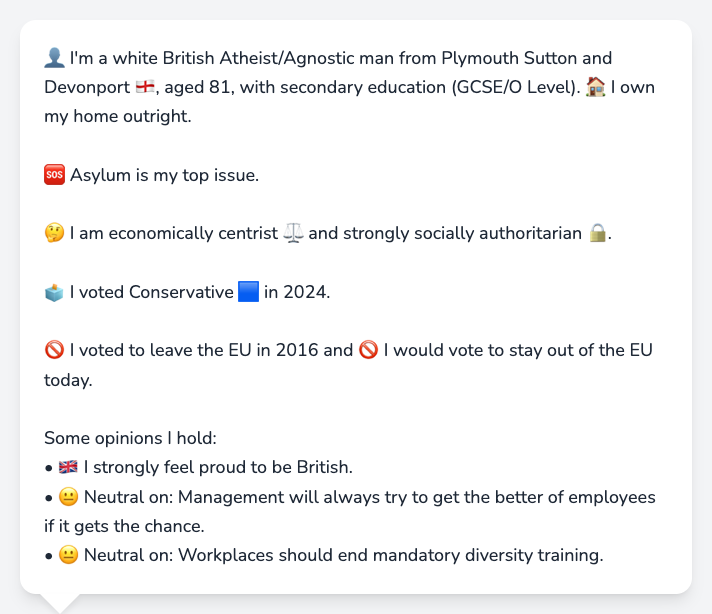 👤 I'm a white British Atheist/Agnostic man from Plymouth Sutton and
Devonport 🏴󠁧󠁢󠁥󠁮󠁧󠁿, aged 81, with secondary education (GCSE/O Level). 🏠 I own
my home outright.
🆘 Asylum is my top issue.
🤔 I am economically centrist ⚖️ and strongly socially authoritarian 🔒.
🗳️ I voted Conservative 🟦 in 2024.
🚫 I voted to leave the EU in 2016 and 🚫 I would vote to stay out of the EU
today.
Some opinions I hold:
• 🇬🇧 I strongly feel proud to be British.
• 😐 Neutral on: Management will always try to get the better of employees
if it gets the chance.
• 😐 Neutral on: Workplaces should end mandatory diversity training.